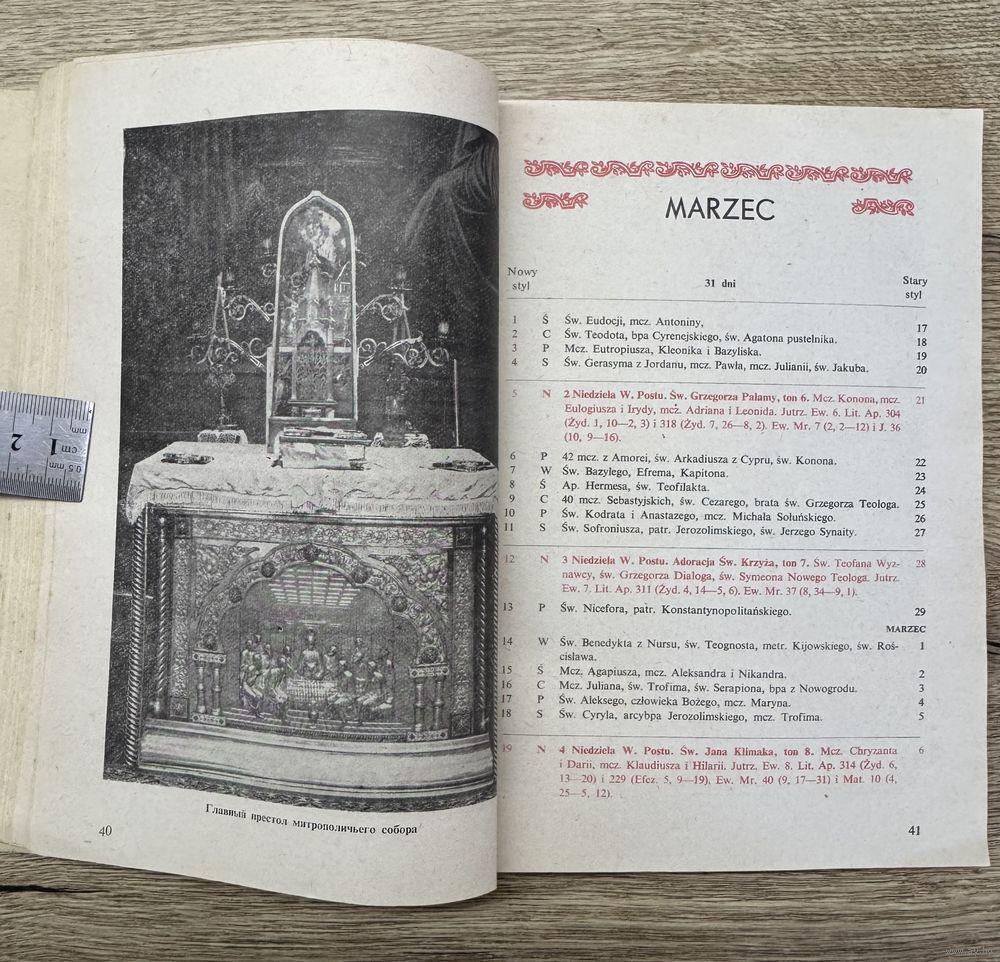 Главный престол митрополичьего собора
40
MARZEC
Nowy
styl
31 dni
Stary
styl
1 Ś Św. Eudocji, mcz. Antoniny, 17
2 C Św. Teodota, bpa Cyrenejskiego, św. Agatona pustelnika. 18
3 P Mcz. Eutropiusza, Kleonika i Bazyliska. 19
4 S Św. Gerasyma z Jordanu, mcz. Pawła, mcz. Julianii, św. Jakuba. 20
5 N 2 Niedziela W. Postu. Św. Grzegorza Palamy, ton 6. Mcz. Konona, mcz. 21
Eulogiusza i Irydy, mcz. Adriana i Leonida. Jutrz. Ew. 6. Lit. Ap. 304
(Żyd. 1, 10—2, 3) i 318 (Żyd. 7, 26—8, 2). Ew. Mr. 7 (2, 2—12) i J. 36
(10, 9—16).
6 P 42 mcz. z Amorei, św. Arkadiusza z Cypru, św. Konona. 22
7 W Św. Bazylego, Efrema, Kapitona. 23
8 Ś Ap. Hermesa, św. Teofilakta. 24
9 C 40 mcz. Sebastyjskich, św. Cezarego, brata św. Grzegorza Teologa. 25
10 P Św. Kodrata i Anastazego, mcz. Michała Soluńskiego. 26
11 S Św. Sofroniusza, patr. Jerozolimskiego, św. Jerzego Synaity. 27
12 N 3 Niedziela W. Postu. Adoracja Św. Krzyża, ton 7. Św. Teofana Wyz- 28
nawcy, św. Grzegorza Dialoga, św. Symeona Nowego Teologa. Jutrz.
Ew. 7. Lit. Ap. 311 (Żyd. 4, 14—5, 6). Ew. Mr. 37 (8, 34—9, 1).
13 P Św. Nicefora, patr. Konstantynopolitańskiego. 29
MARZEC
14 W Św. Benedykta z Nursu, św. Teognosta, metr. Kijowskiego, św. Roś- 1
cisława.
15 Ś Mcz. Agapiusza, mcz. Aleksandra i Nikandra. 2
16 C Mcz. Juliana, św. Trofima, św. Serapiona, bpa z Nowogrodu. 3
17 P Św. Aleksego, człowieka Bożego, mcz. Maryna. 4
18 S Św. Cyryla, arcybpa Jerozolimskiego, mcz. Trofima. 5
19 N 4 Niedziela W. Postu. Św. Jana Klimaka, ton 8. Mcz. Chryzanta 6
i Darii, mcz. Klaudiusza i Hilarii. Jutrz. Ew. 8. Lit. Ap. 314 (Żyd. 6,
13—20) i 229 (Efez. 5, 9—19), Ew. Mr. 40 (9, 17—31) i Mat. 10 (4,
25—5, 12).
41
2 1 cm
0.5 mm